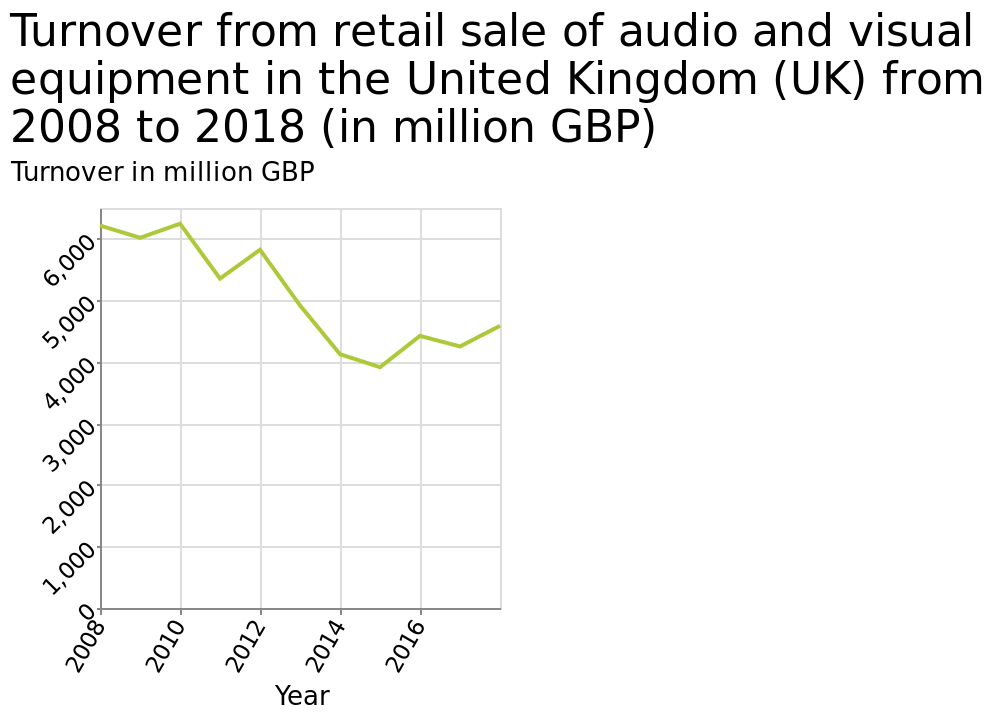 Turnover from retail sale of audio and visual
equipment in the United Kingdom (UK) from
2008 to 2018 (in million GBP)
Turnover in million GBP
6,000
5,000
4,000
3,000
2,000
1,000
0
2008
2010
2012
2014
2016
Year